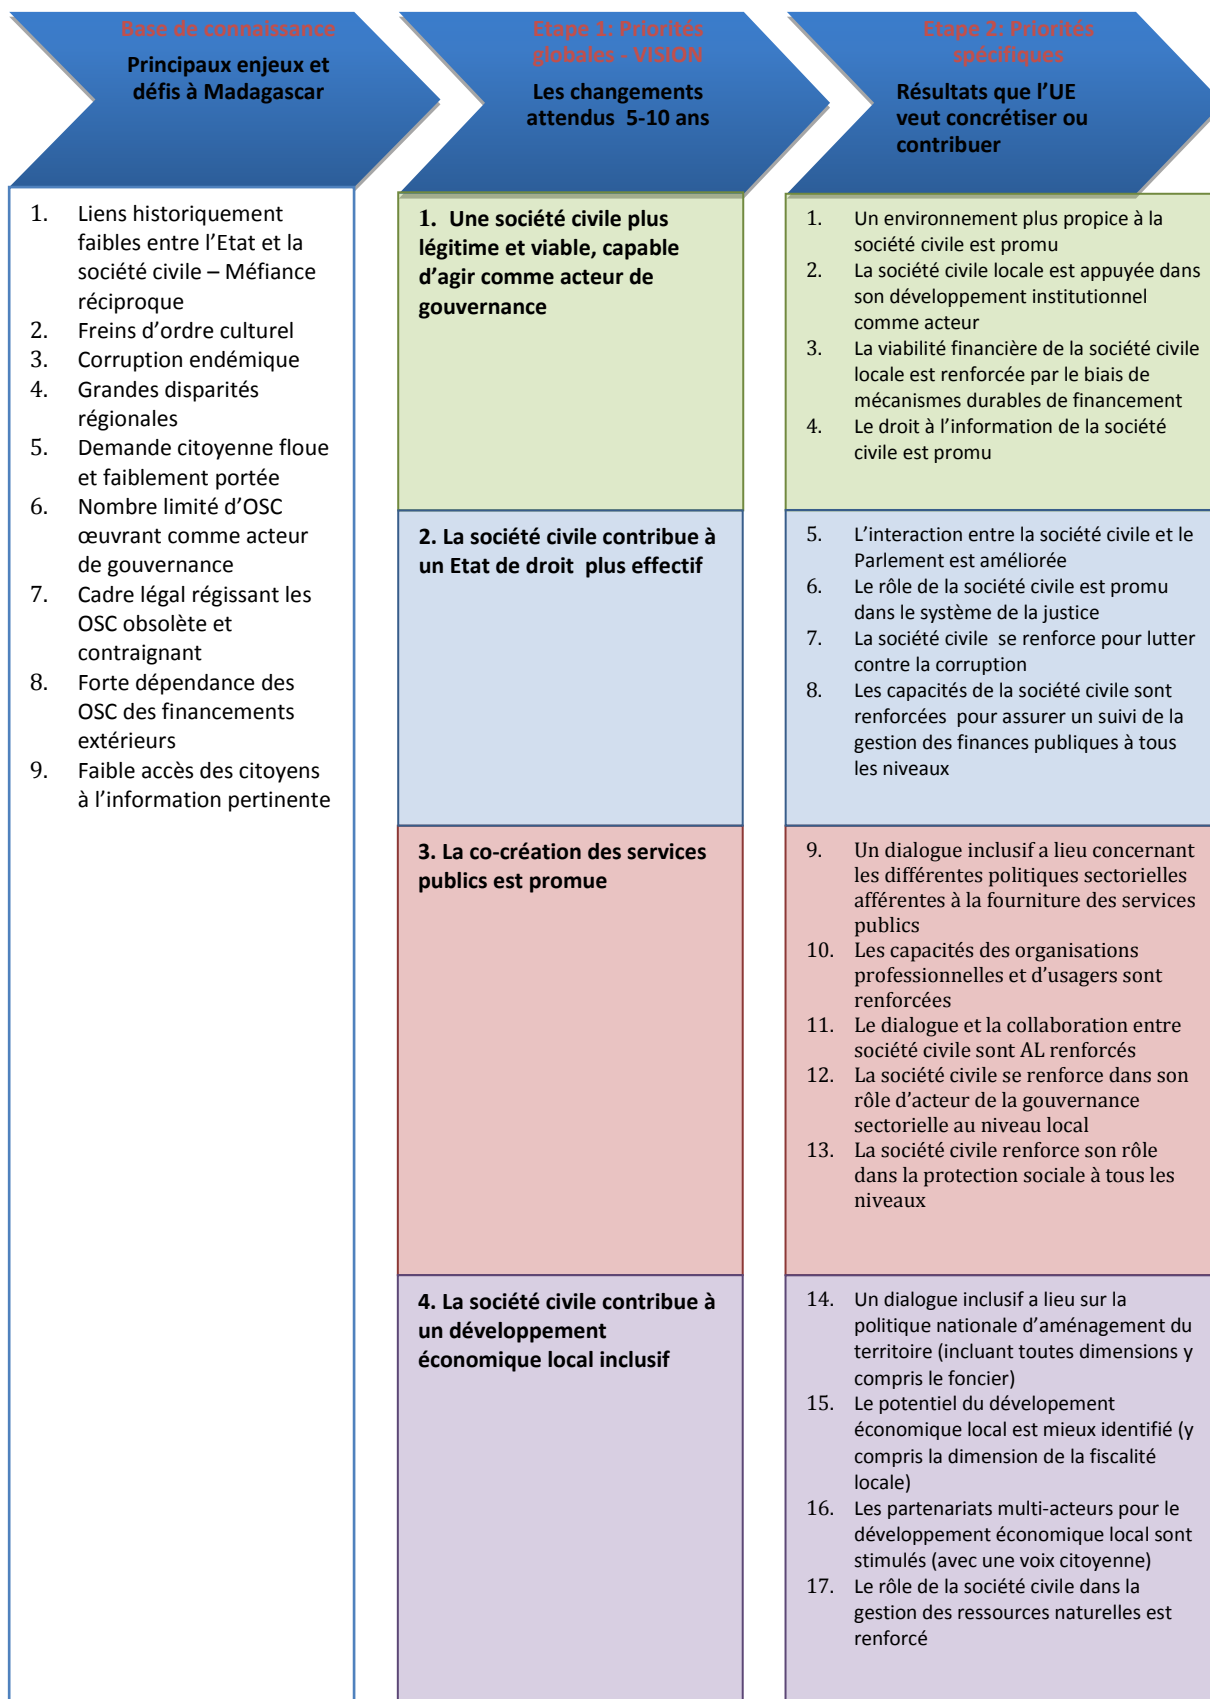 Base de connaissance
Principaux enjeux et
défis à Madagascar
1. Liens historiquement
faibles entre l’Etat et la
société civile – Méfiance
réciproque
2. Freins d’ordre culturel
3. Corruption endémique
4. Grandes disparités
régionales
5. Demande citoyenne floue
et faiblement portée
6. Nombre limité d’OSC
œuvrant comme acteur
de gouvernance
7. Cadre légal régissant les
OSC obsolète et
contraignant
8. Forte dépendance des
OSC des financements
extérieurs
9. Faible accès des citoyens
à l’information pertinente
Etape 1: Priorités
globales - VISION
Les changements
attendus 5-10 ans
1. Une société civile plus
légitime et viable, capable
d’agir comme acteur de
gouvernance
2. La société civile contribue à
un Etat de droit plus effectif
3. La co-création des services
publics est promue
4. La société civile contribue à
un développement
économique local inclusif
Etape 2: Priorités
spécifiques
Résultats que l’UE
veut concrétiser ou
contribuer
1. Un environnement plus propice à la
société civile est promu
2. La société civile locale est appuyée dans
son développement institutionnel
comme acteur
3. La viabilité financière de la société civile
locale est renforcée par le biais de
mécanismes durables de financement
4. Le droit à l’information de la société
civile est promu
5. L’interaction entre la société civile et le
Parlement est améliorée
6. Le rôle de la société civile est promu
dans le système de la justice
7. La société civile se renforce pour lutter
contre la corruption
8. Les capacités de la société civile sont
renforcées pour assurer un suivi de la
gestion des finances publiques à tous
les niveaux
9. Un dialogue inclusif a lieu concernant
les différentes politiques sectorielles
afférentes à la fourniture des services
publics
10. Les capacités des organisations
professionnelles et d’usagers sont
renforcées
11. Le dialogue et la collaboration entre
société civile sont AL renforcés
12. La société civile se renforce dans son
rôle d’acteur de la gouvernance
sectorielle au niveau local
13. La société civile renforce son rôle
dans la protection sociale à tous les
niveaux
14. Un dialogue inclusif a lieu sur la
politique nationale d’aménagement du
territoire (incluant toutes dimensions y
compris le foncier)
15. Le potentiel du dévelopement
économique local est mieux identifié (y
compris la dimension de la fiscalité
locale)
16. Les partenariats multi-acteurs pour le
développement économique local sont
stimulés (avec une voix citoyenne)
17. Le rôle de la société civile dans la
gestion des ressources naturelles est
renforcé